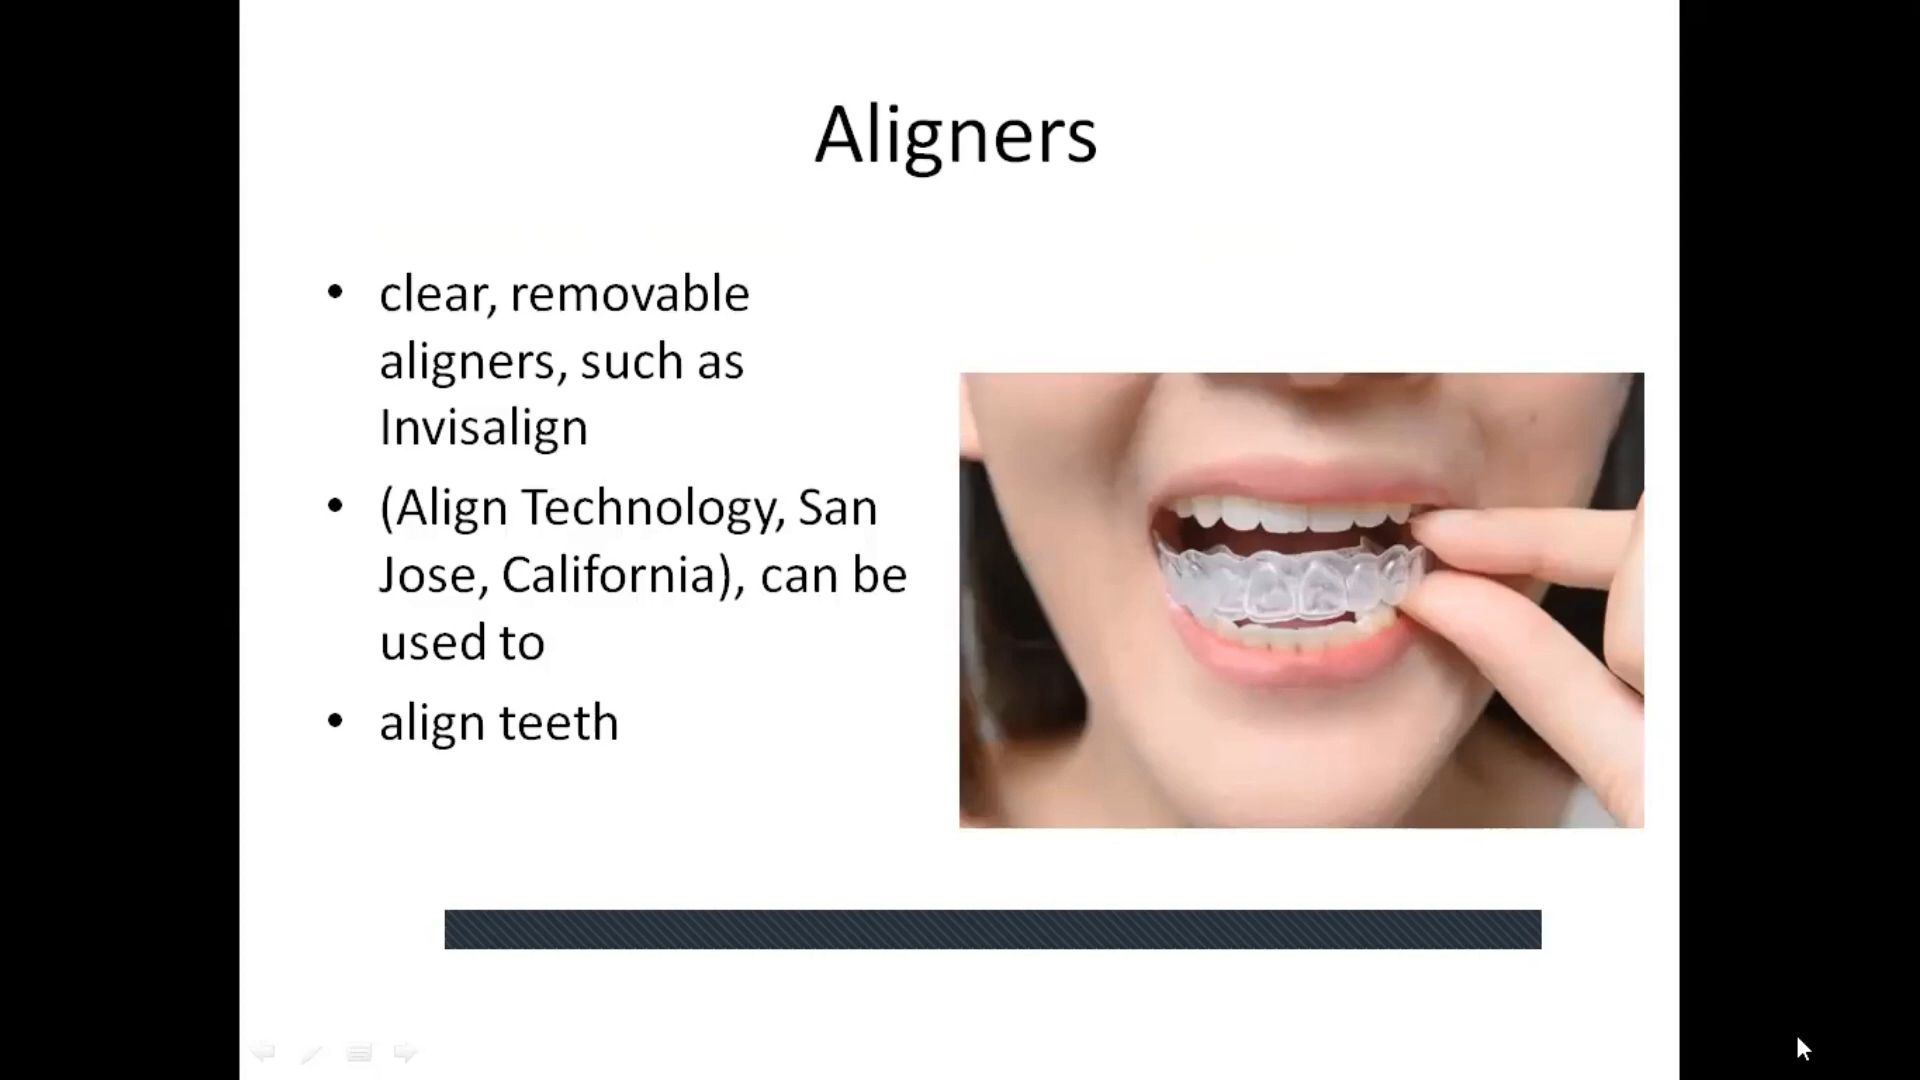 Aligners
• clear, removable
aligners, such as
Invisalign
• (Align Technology, San
Jose, California), can be
used to
• align teeth